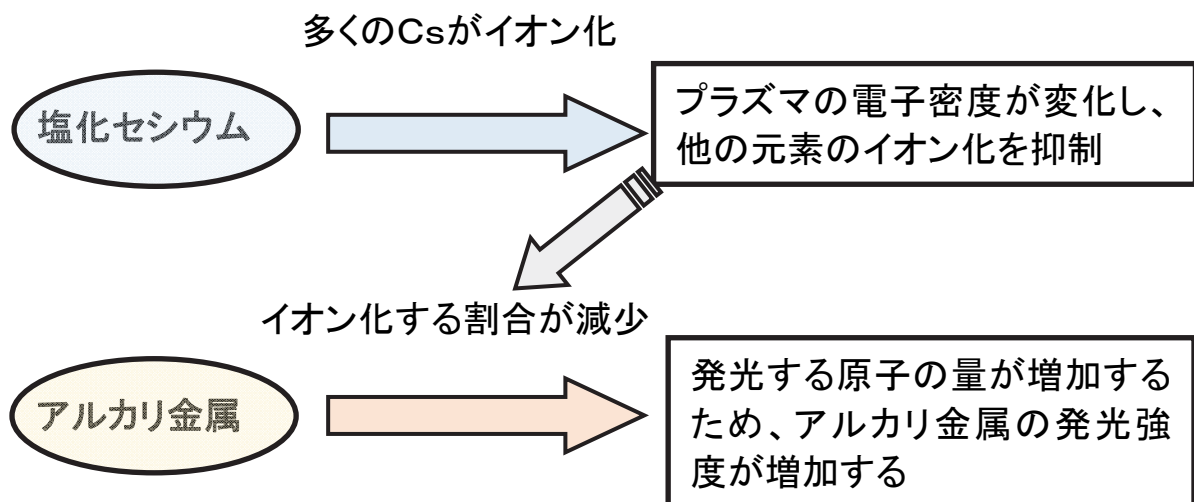 多くのCsがイオン化
塩化セシウム
プラズマの電子密度が変化し、
他の元素のイオン化を抑制
イオン化する割合が減少
アルカリ金属
発光する原子の量が増加する
ため、アルカリ金属の発光強
度が増加する